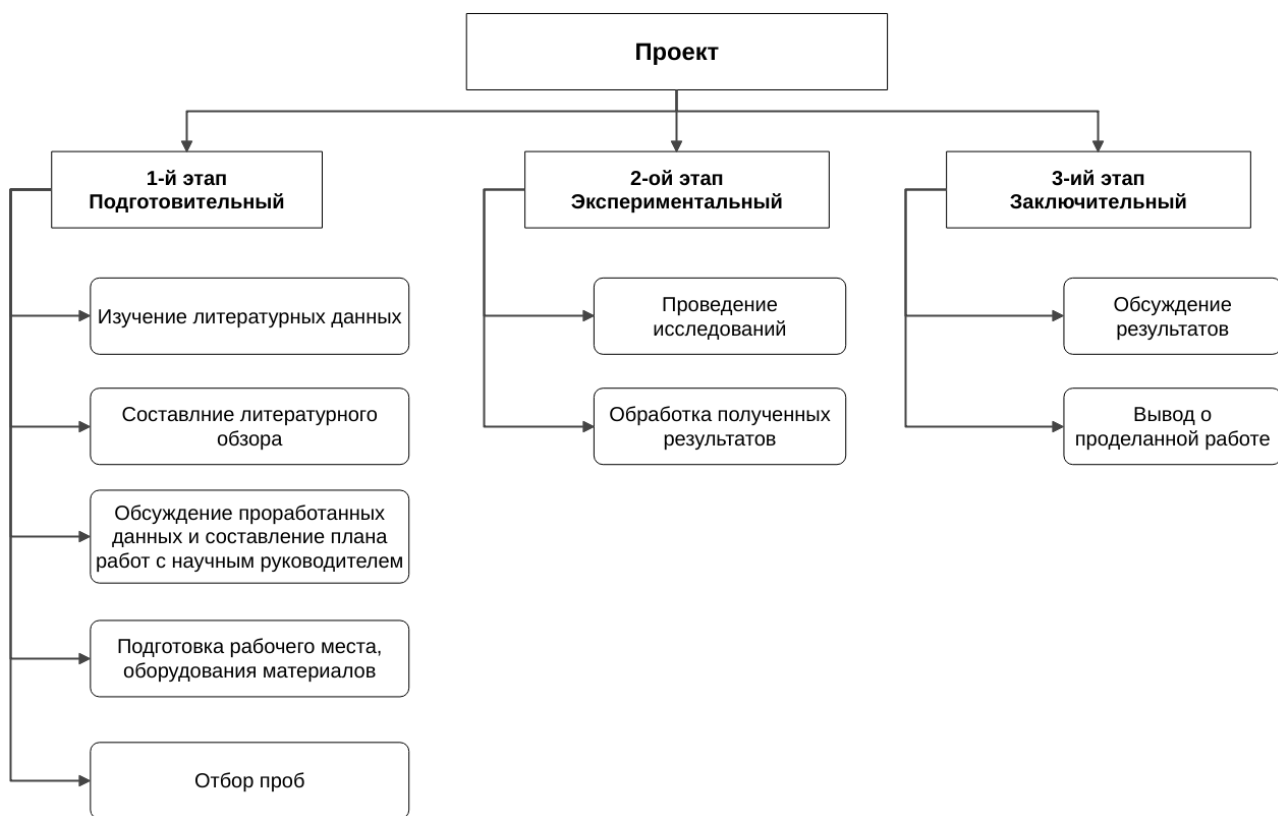 Проект
1-й этап
Подготовительный
2-ой этап
Экспериментальный
3-ий этап
Заключительный
Изучение литературных данных
Составлние литературного
обзора
Обсуждение проработанных
данных и составление плана
работ с научным руководителем
Подготовка рабочего места,
оборудования материалов
Отбор проб
Проведение
исследований
Обработка полученных
результатов
Обсуждение
результатов
Вывод о
проделанной работе